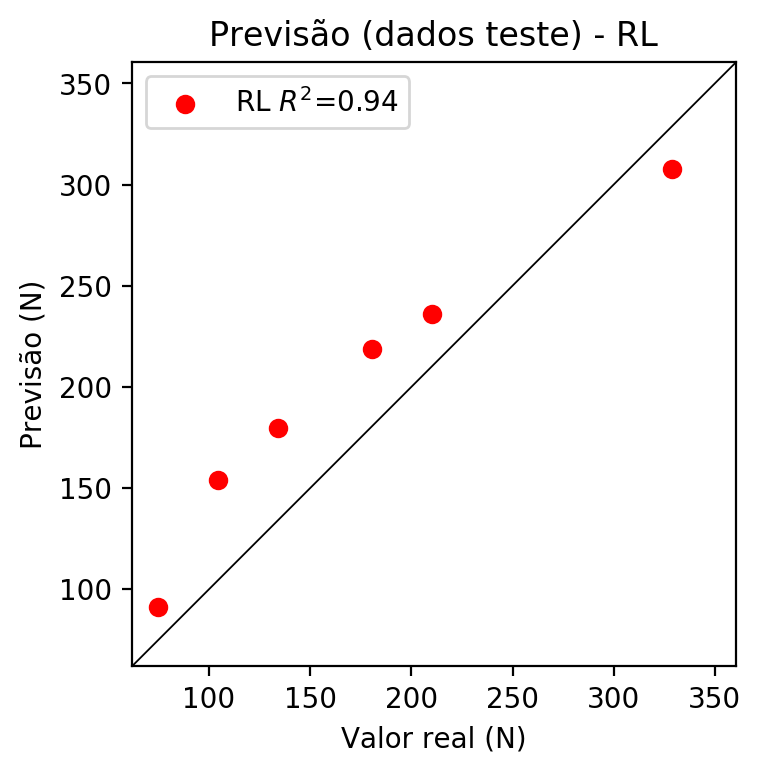 Previsão (dados teste) - RL
RL R²=0.94
350
300
250
200
150
100
Previsão (N)
100 150 200 250 300 350
Valor real (N)